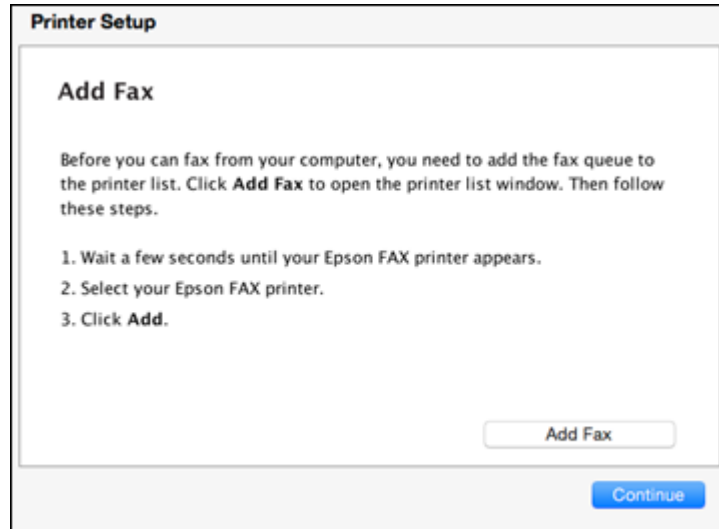 Printer Setup
Add Fax
Before you can fax from your computer, you need to add the fax queue to
the printer list. Click Add Fax to open the printer list window. Then follow
these steps.
1. Wait a few seconds until your Epson FAX printer appears.
2. Select your Epson FAX printer.
3. Click Add.
Add Fax
Continue